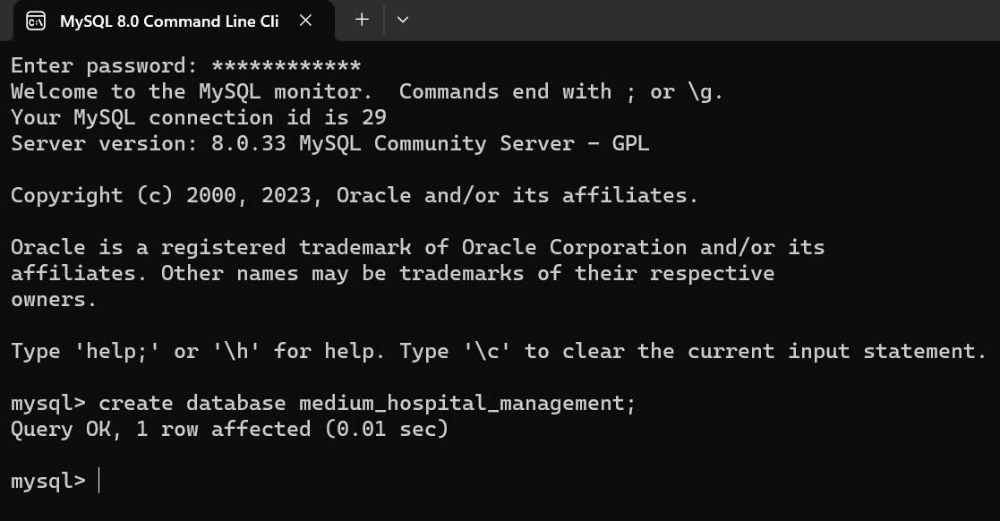 MySQL 8.0 Command Line Cli
Enter password: ************
Welcome to the MySQL monitor.  Commands end with ; or \g.
Your MySQL connection id is 29
Server version: 8.0.33 MySQL Community Server - GPL
Copyright (c) 2000, 2023, Oracle and/or its affiliates.
Oracle is a registered trademark of Oracle Corporation and/or its
affiliates. Other names may be trademarks of their respective
owners.
Type 'help;' or '\h' for help. Type '\c' to clear the current input statement.
mysql> create database medium_hospital_management;
Query OK, 1 row affected (0.01 sec)
mysql>